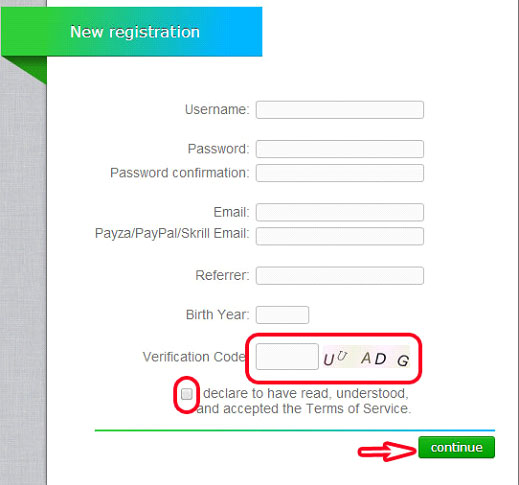 New registration
Username:
Password:
Password confirmation:
Email:
Payza/PayPal/Skrill Email:
Referrer:
Birth Year:
Verification Code UU AD G
declare to have read, understood,
and accepted the Terms of Service.
continue